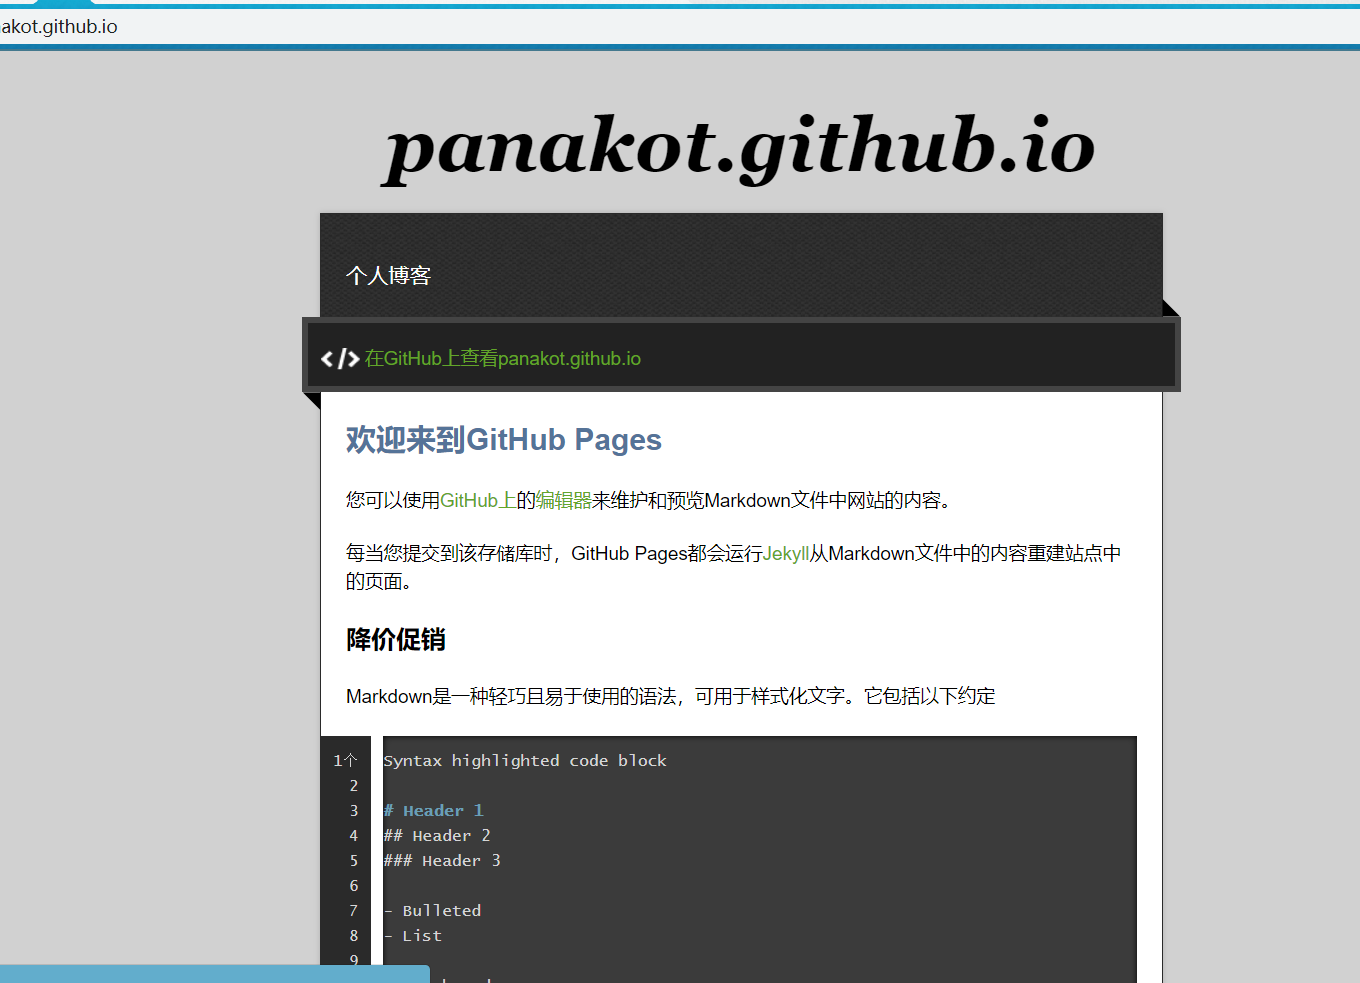 akot.github.io
panakot.github.io
个人博客
</> 在GitHub上查看panakot.github.io
欢迎来到GitHub Pages
您可以使用GitHub上的编辑器来维护和预览Markdown文件中网站的内容。
每当您提交到该存储库时，GitHub Pages都会运行Jekyll从Markdown文件中的内容重建站点中
的页面。
降价促销
Markdown是一种轻巧且易于使用的语法，可用于样式化文字。它包括以下约定
1个 Syntax highlighted code block
2
3 # Header 1
4 ## Header 2
5 ### Header 3
6
7 - Bulleted
8 - List
9